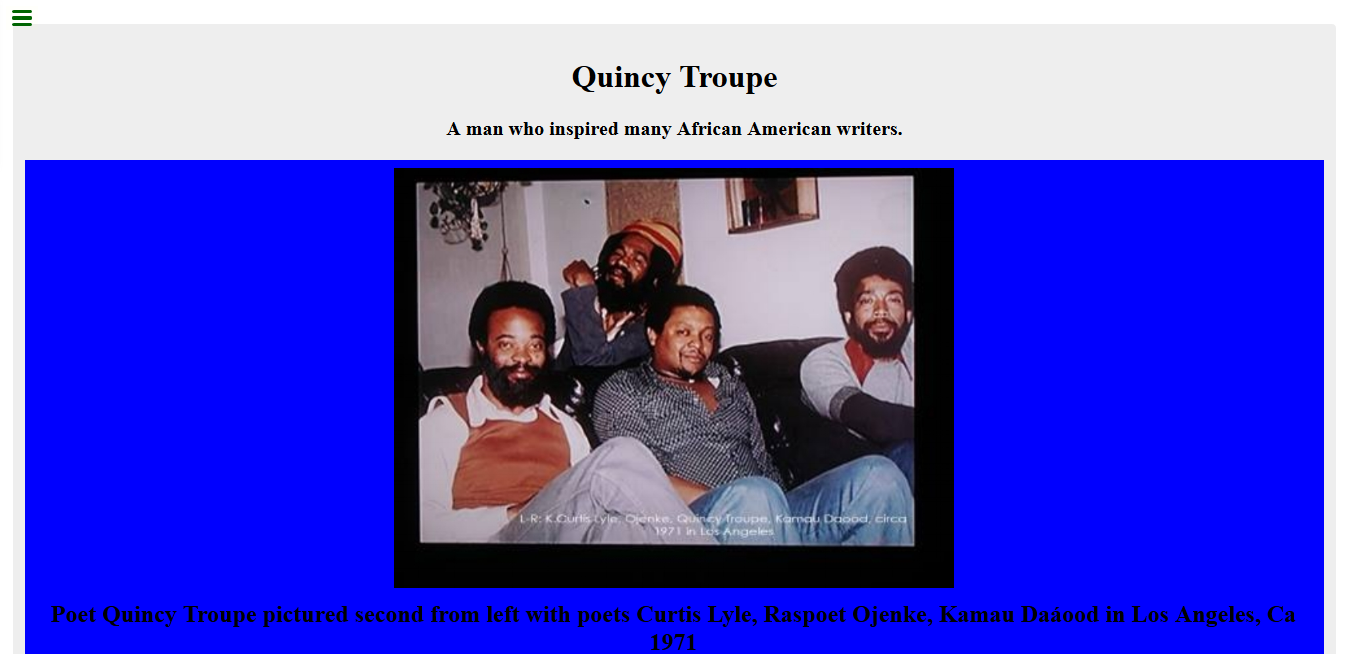 Quincy Troupe
A man who inspired many African American writers.
L-R: K.Curtis Lyle, Ojenke, Quincy Troupe, Kamau Daood, circa
1971 in Los Angeles
Poet Quincy Troupe pictured second from left with poets Curtis Lyle, Raspoet Ojenke, Kamau Daáood in Los Angeles, Ca
1971